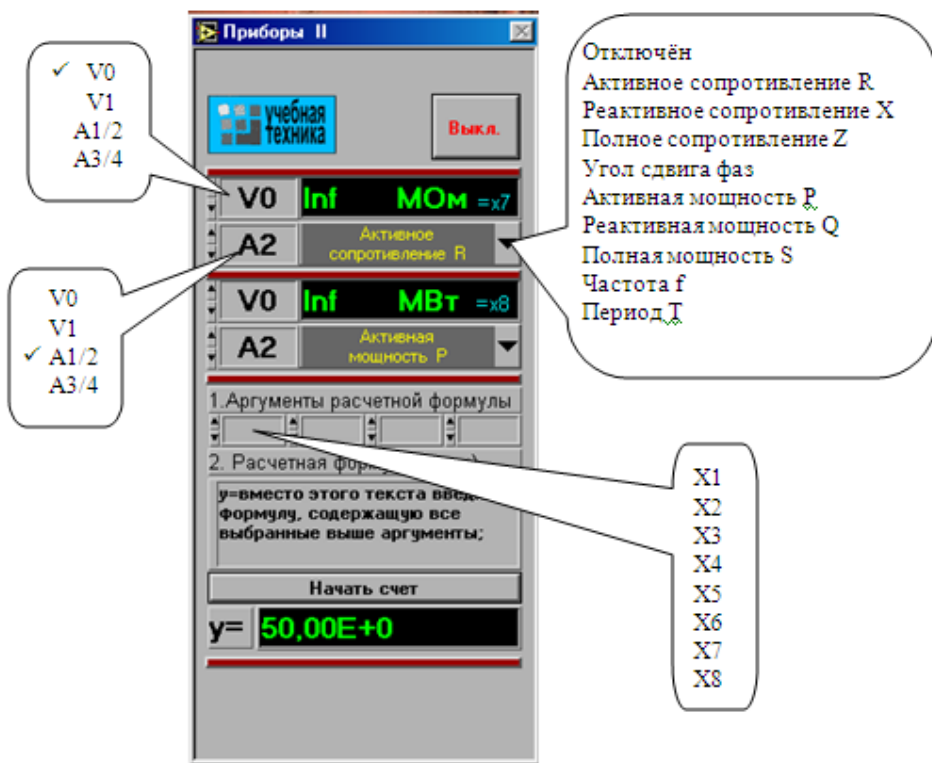 Приборы II
V0
V1
A1/2
A3/4
Отключён
Активное сопротивление R
Реактивное сопротивление X
Полное сопротивление Z
Угол сдвига фаз
Активная мощность P
Реактивная мощность Q
Полная мощность S
Частота f
Период T
учебная
техника
Выкл.
V0 Inf МОм =x7
A2 Активное
сопротивление R
V0
V1
A1/2
A3/4
V0 Inf МВт =x8
A2 Активная
мощность P
1.Аргументы расчетной формулы
2. Расчетная
y=вместо этого текста
формулу, содержащую все
выбранные выше аргументы;
Начать счет
y= 50,00E+0
X1
X2
X3
X4
X5
X6
X7
X8